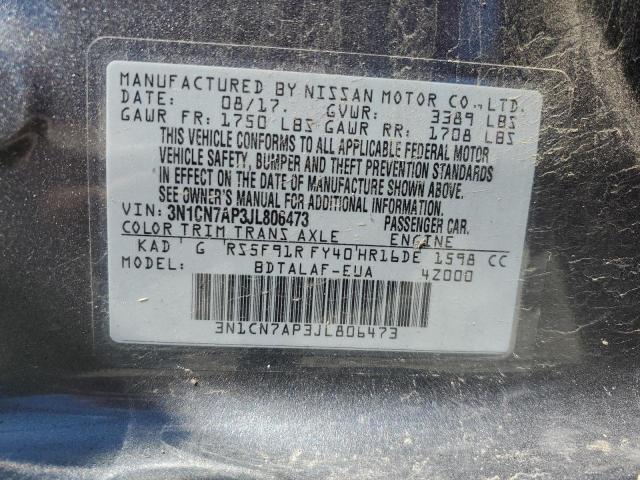 MANUFACTURED BY NISSAN MOTOR CO., LTD.
DATE: 08/17. GVWR: 3389 LBS
GAWR FR: 1750 LBS GAWR RR: 1708 LBS
THIS VEHICLE CONFORMS TO ALL APPLICABLE FEDERAL MOTOR
VEHICLE SAFETY, BUMPER AND THEFT PREVENTION STANDARDS
IN EFFECT ON THE DATE OF MANUFACTURE SHOWN ABOVE.
SEE OWNER'S MANUAL FOR ADDITIONAL INFORMATION
VIN: 3N1CN7AP3JL806473 PASSENGER CAR.
COLOR TRIM TRANS AXLE ENGINE
KAD G RS5F91R FY40 HR16DE 1598 CC
MODEL: BDTALAF-EUA 4Z000
3N1CN7AP3JL806473